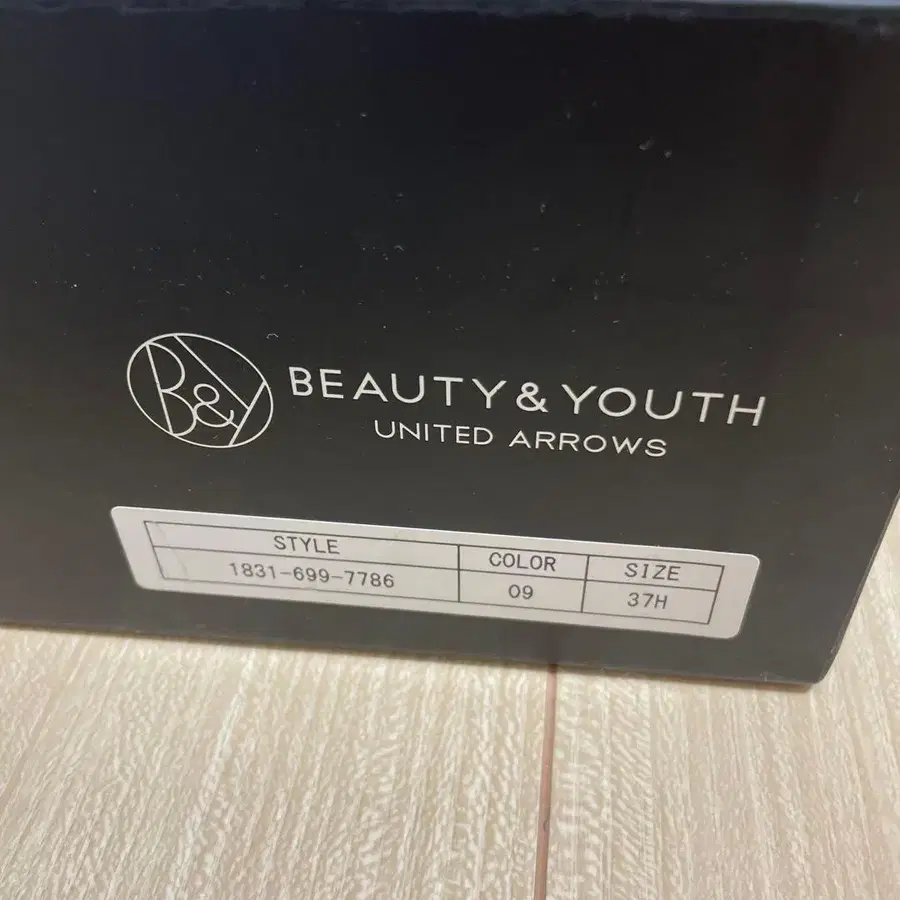 B&Y BEAUTY & YOUTH
UNITED ARROWS
STYLE COLOR SIZE
1831-699-7786 09 37H